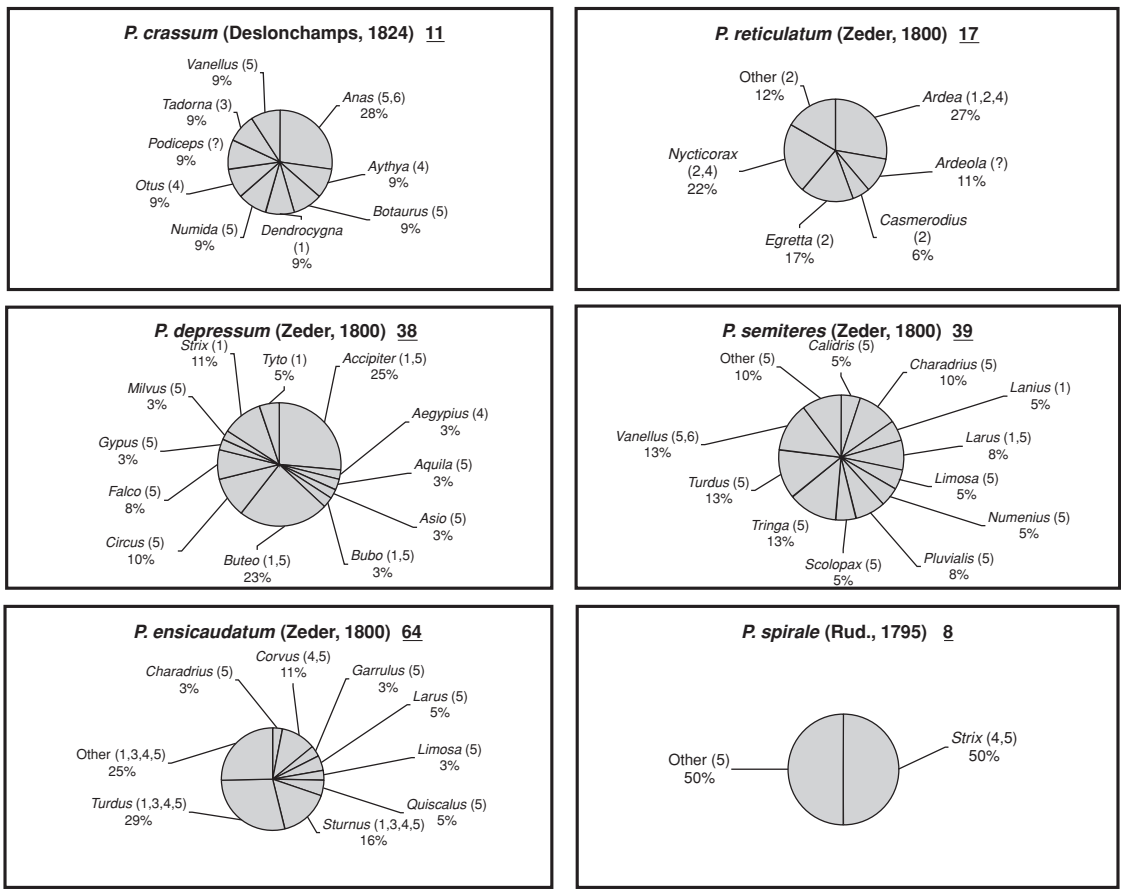 P. crassum (Deslonchamps, 1824) 11
Vanellus (5)
9%
Anas (5,6)
28%
Tadorna (3)
9%
Podiceps (?)
9%
Aythya (4)
9%
Otus (4)
9%
Botaurus (5)
9%
Numida (5)
9%
Dendrocygna
(1)
9%
P. reticulatum (Zeder, 1800) 17
Other (2)
12%
Ardea (1,2,4)
27%
Nycticorax
(2,4)
22%
Ardeola (?)
11%
Casmerodius
(2)
6%
Egretta (2)
17%
P. depressum (Zeder, 1800) 38
Strix (1)
11%
Tyto (1)
5%
Accipiter (1,5)
25%
Milvus (5)
3%
Aegypius (4)
3%
Gypus (5)
3%
Aquila (5)
3%
Falco (5)
8%
Asio (5)
3%
Circus (5)
10%
Buteo (1,5)
23%
Bubo (1,5)
3%
P. semiteres (Zeder, 1800) 39
Calidris (5)
5%
Other (5)
10%
Charadrius (5)
10%
Lanius (1)
5%
Vanellus (5,6)
13%
Larus (1,5)
8%
Turdus (5)
13%
Limosa (5)
5%
Numenius (5)
5%
Tringa (5)
13%
Scolopax (5)
5%
Pluvialis (5)
8%
P. ensicaudatum (Zeder, 1800) 64
Corvus (4,5)
11%
Charadrius (5)
3%
Garrulus (5)
3%
Larus (5)
5%
Other (1,3,4,5)
25%
Limosa (5)
3%
Turdus (1,3,4,5)
29%
Quiscalus (5)
5%
Sturnus (1,3,4,5)
16%
P. spirale (Rud., 1795) 8
Other (5)
50%
Strix (4,5)
50%